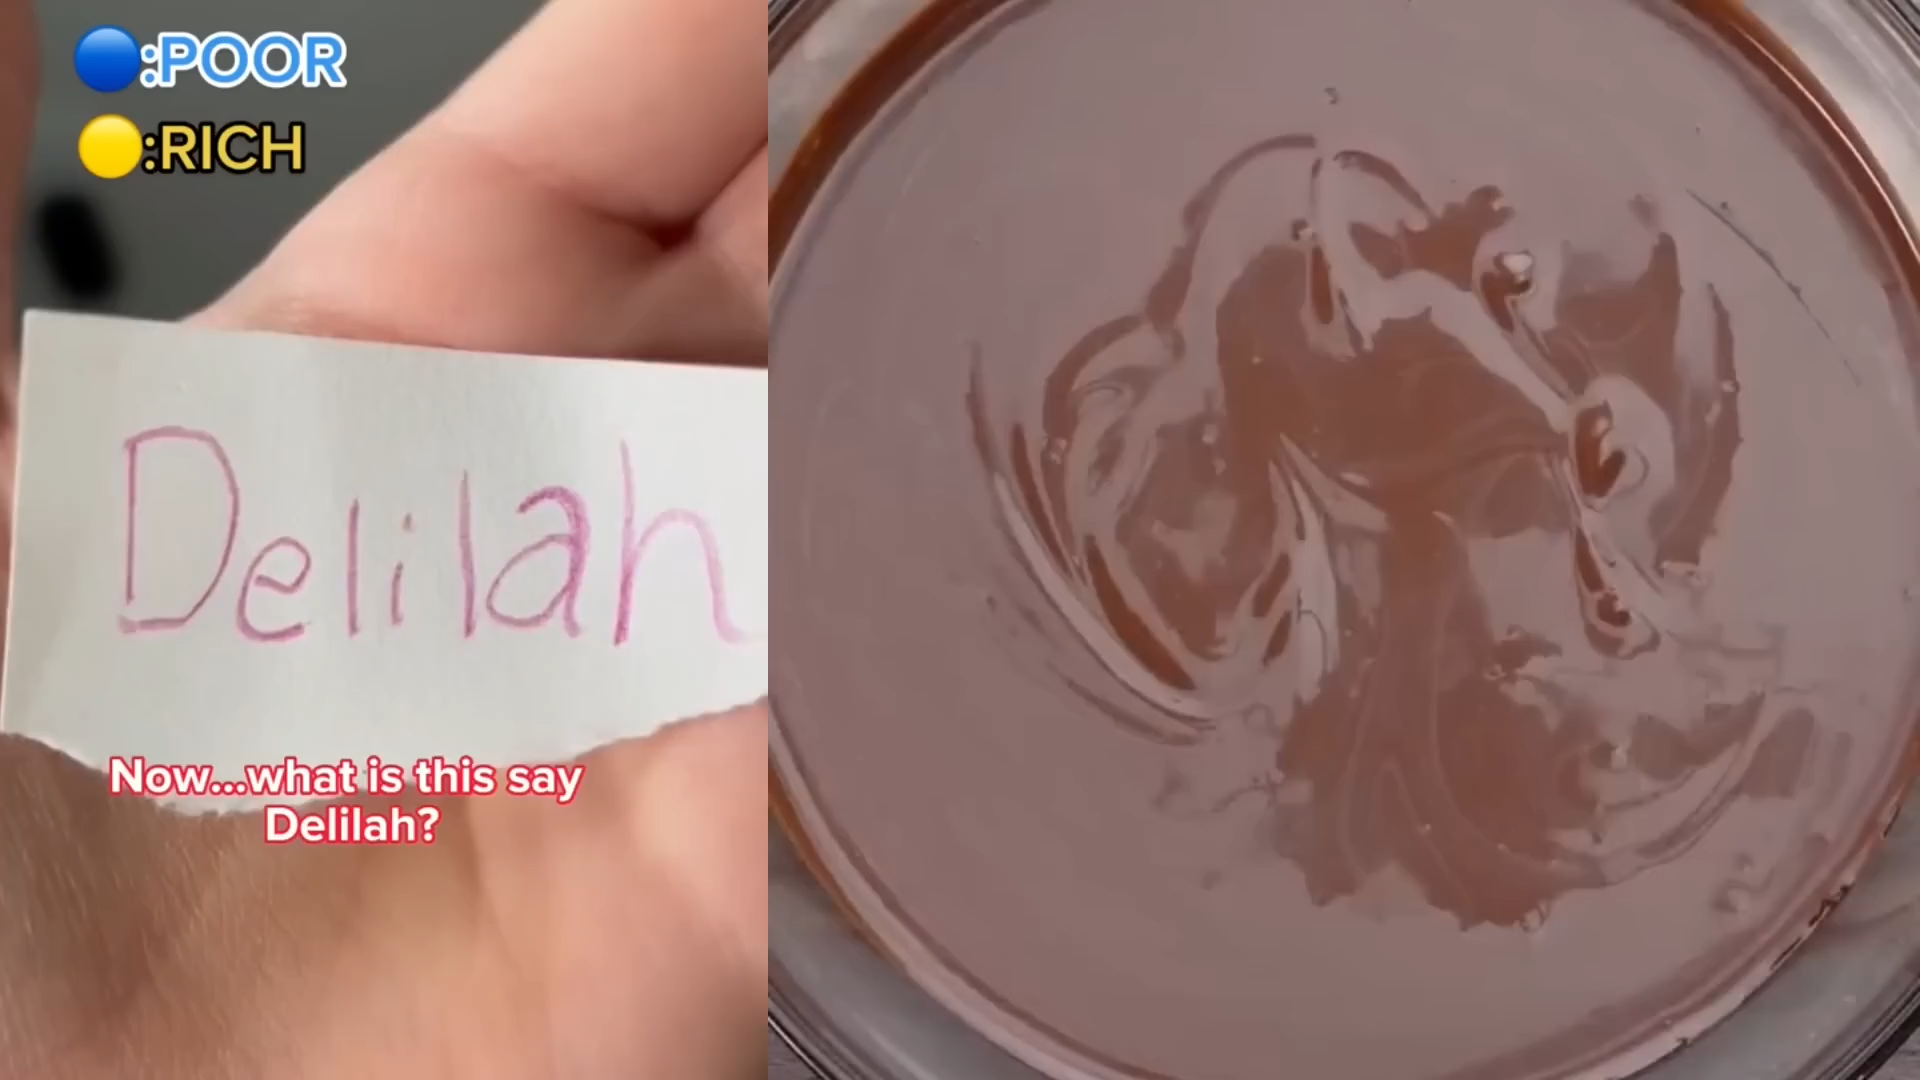 :POOR
:RICH
Delilah
Now...what is this say
Delilah?